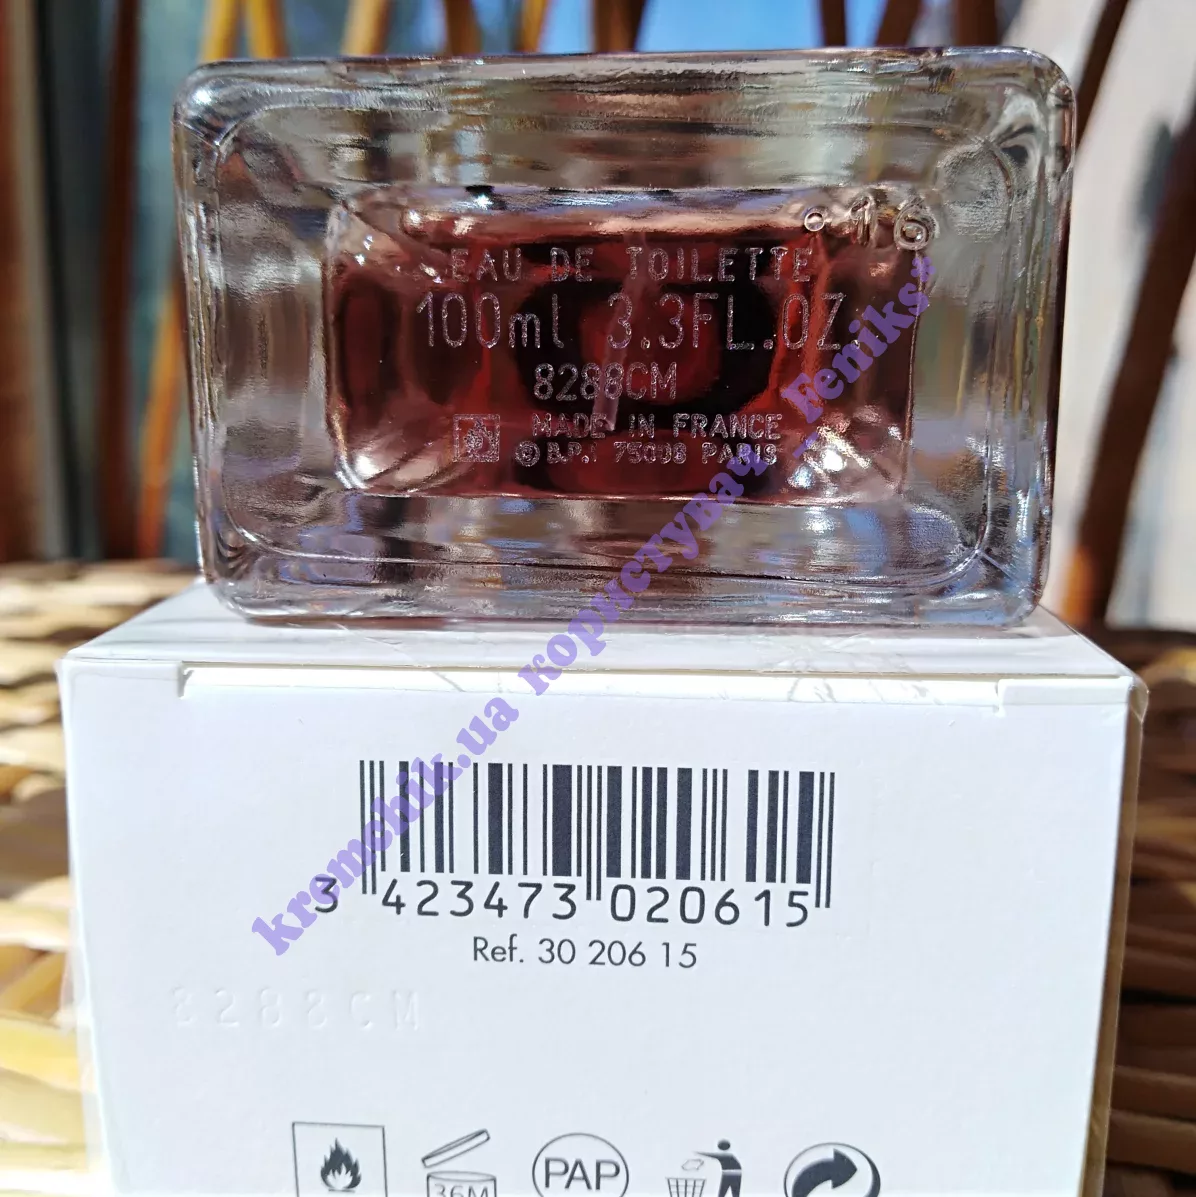 •16
EAU DE TOILETTE
100ml 3.3FL.OZ.
8288CM
MADE IN FRANCE
© B.P.: 75008 PARIS
kremchik.ua користувач Feniks*
3 423473 020615
Ref. 30 206 15
8288CM
36M
PAP